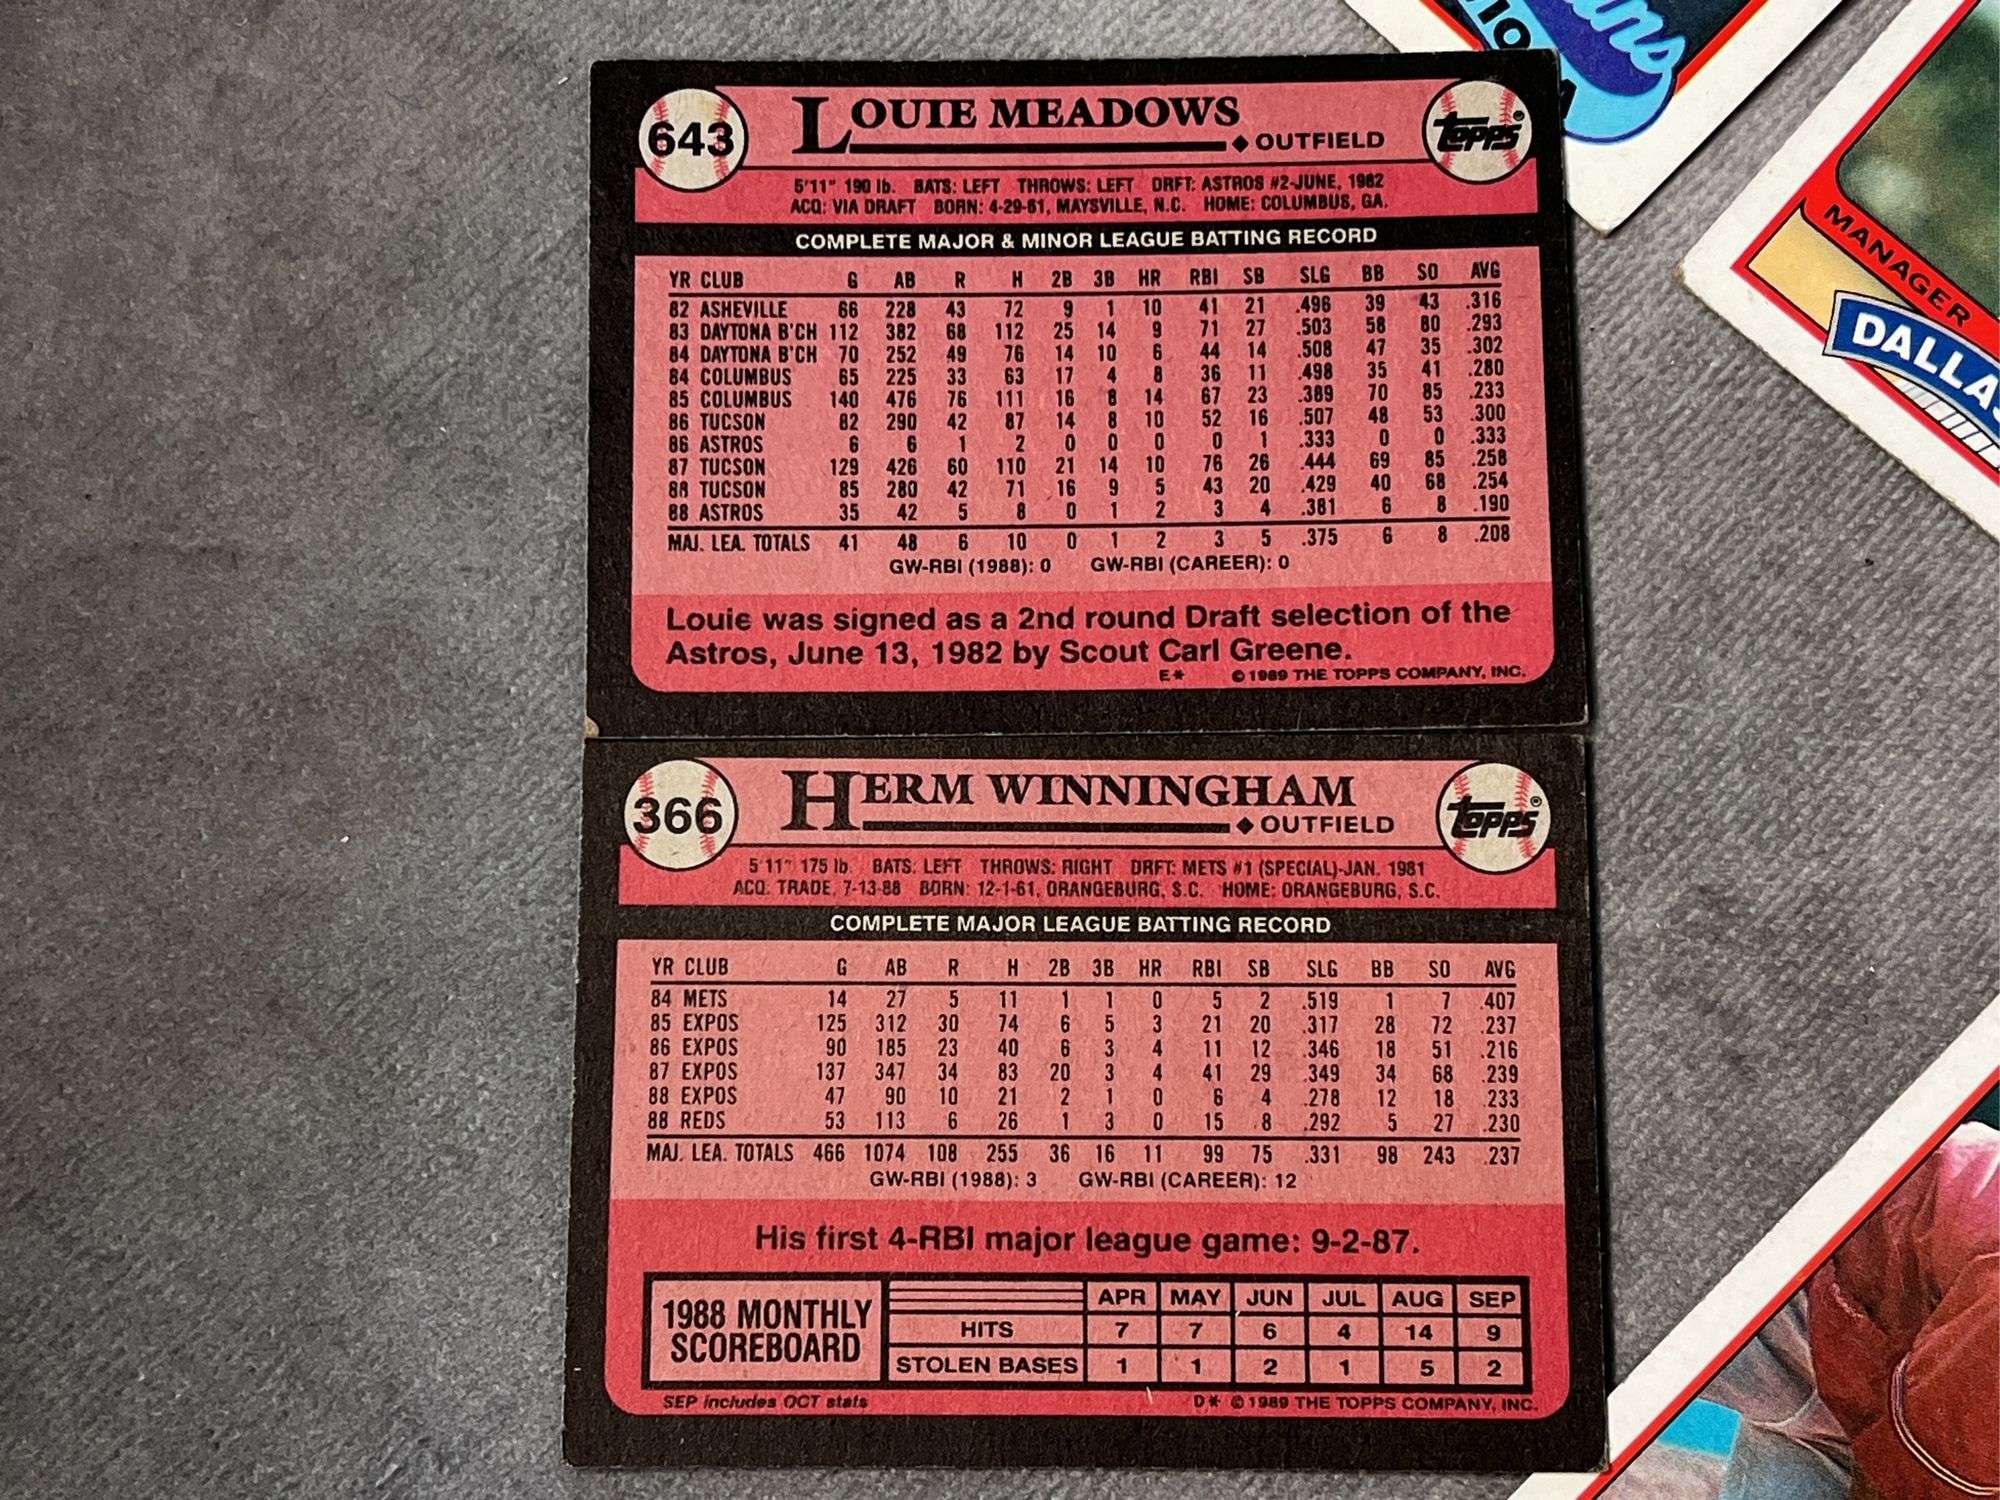 643
LOUIE MEADOWS
◆OUTFIELD
TOPPS®
5'11" 190 lb. BATS: LEFT THROWS: LEFT DRFT: ASTROS #2-JUNE, 1982
ACQ: VIA DRAFT BORN: 4-29-61, MAYSVILLE, N.C. HOME: COLUMBUS, GA.
COMPLETE MAJOR & MINOR LEAGUE BATTING RECORD
YR CLUB G AB R H 2B 3B HR RBI SB SLG BB SO AVG
82 ASHEVILLE 66 228 43 72 9 1 10 41 21 .496 39 43 .316
83 DAYTONA B'CH 112 382 68 112 25 14 9 71 27 .503 58 80 .293
84 DAYTONA B'CH 70 252 49 76 14 10 6 44 14 .508 47 35 .302
84 COLUMBUS 65 225 33 63 17 4 8 36 11 .498 35 41 .280
85 COLUMBUS 140 476 76 111 16 8 14 67 23 .389 70 85 .233
86 TUCSON 82 290 42 87 14 8 10 52 16 .507 48 53 .300
86 ASTROS 6 6 1 2 0 0 0 0 1 .333 0 0 .333
87 TUCSON 129 426 60 110 21 14 10 76 26 .444 69 85 .258
88 TUCSON 85 280 42 71 16 9 5 43 20 .429 40 68 .254
88 ASTROS 35 42 5 8 0 1 2 3 4 .381 6 8 .190
MAJ. LEA. TOTALS 41 48 6 10 0 1 2 3 5 .375 6 8 .208
GW-RBI (1988): 0 GW-RBI (CAREER): 0
Louie was signed as a 2nd round Draft selection of the
Astros, June 13, 1982 by Scout Carl Greene.
E* © 1989 THE TOPPS COMPANY, INC.
366
HERM WINNINGHAM
◆OUTFIELD
TOPPS®
5'11" 175 lb. BATS: LEFT THROWS: RIGHT DRFT: METS #1 (SPECIAL)-JAN. 1981
ACQ: TRADE, 7-13-88 BORN: 12-1-61, ORANGEBURG, S.C. HOME: ORANGEBURG, S.C.
COMPLETE MAJOR LEAGUE BATTING RECORD
YR CLUB G AB R H 2B 3B HR RBI SB SLG BB SO AVG
84 METS 14 27 5 11 1 1 0 5 2 .519 1 7 .407
85 EXPOS 125 312 30 74 6 5 3 21 20 .317 28 72 .237
86 EXPOS 90 185 23 40 6 3 4 11 12 .346 18 51 .216
87 EXPOS 137 347 34 83 20 3 4 41 29 .349 34 68 .239
88 EXPOS 47 90 10 21 2 1 0 6 4 .278 12 18 .233
88 REDS 53 113 6 26 1 3 0 15 8 .292 5 27 .230
MAJ. LEA. TOTALS 466 1074 108 255 36 16 11 99 75 .331 98 243 .237
GW-RBI (1988): 3 GW-RBI (CAREER): 12
His first 4-RBI major league game: 9-2-87.
1988 MONTHLY
SCOREBOARD
APR MAY JUN JUL AUG SEP
HITS 7 7 6 4 14 9
STOLEN BASES 1 1 2 1 5 2
SEP includes OCT stats
D* © 1989 THE TOPPS COMPANY, INC.
MANAGER